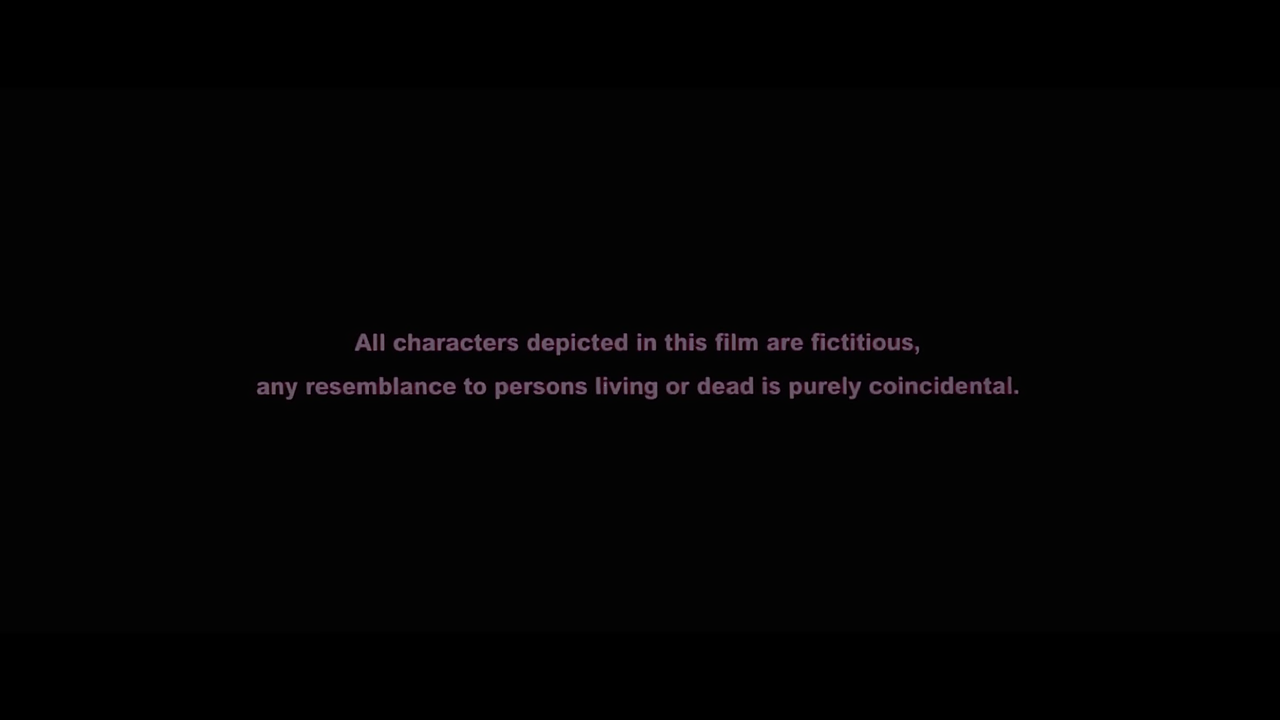 All characters depicted in this film are fictitious,
any resemblance to persons living or dead is purely coincidental.